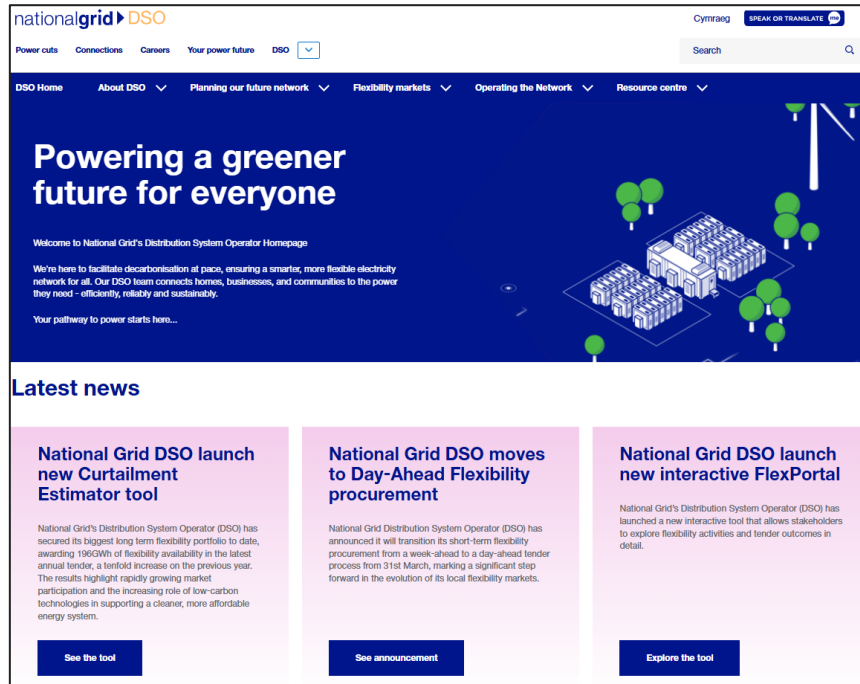 nationalgrid DSO
Cymraeg
SPEAK OR TRANSLATE me
Power cuts
Connections
Careers
Your power future
DSO
Search
DSO Home
About DSO
Planning our future network
Flexibility markets
Operating the Network
Resource centre
Powering a greener
future for everyone
Welcome to National Grid's Distribution System Operator Homepage
We're here to facilitate decarbonisation at pace, ensuring a smarter, more flexible electricity
network for all. Our DSO team connects homes, businesses, and communities to the power
they need – efficiently, reliably and sustainably.
Your pathway to power starts here...
Latest news
National Grid DSO launch
new Curtailment
Estimator tool
National Grid's Distribution System Operator (DSO) has
secured its biggest long term flexibility portfolio to date,
awarding 196GWh of flexibility availability in the latest
annual tender, a tenfold increase on the previous year.
The results highlight rapidly growing market
participation and the increasing role of low-carbon
technologies in supporting a cleaner, more affordable
energy system.
See the tool
National Grid DSO moves
to Day-Ahead Flexibility
procurement
National Grid Distribution System Operator (DSO) has
announced it will transition its short-term flexibility
procurement from a week-ahead to a day-ahead tender
process from 31st March, marking a significant step
forward in the evolution of its local flexibility markets.
See announcement
National Grid DSO launch
new interactive FlexPortal
National Grid's Distribution System Operator (DSO) has
launched a new interactive tool that allows stakeholders
to explore flexibility activities and tender outcomes in
detail.
Explore the tool